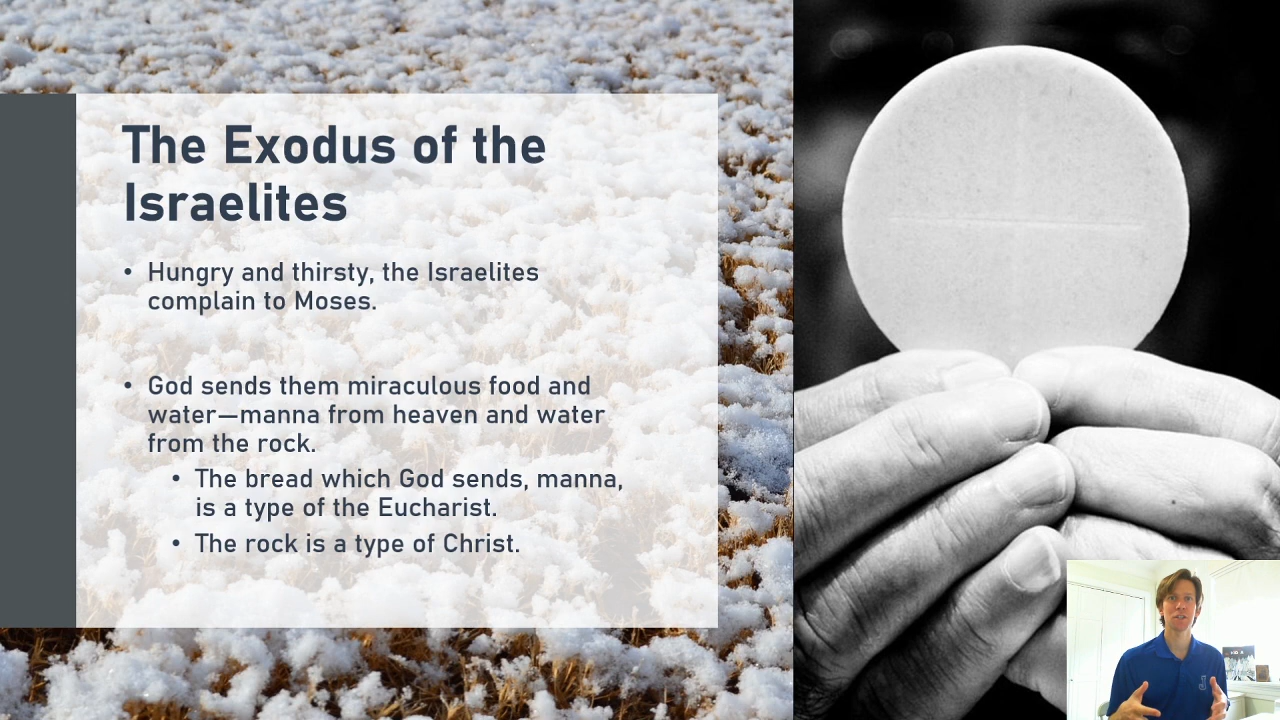 The Exodus of the
Israelites
• Hungry and thirsty, the Israelites
complain to Moses.
• God sends them miraculous food and
water—manna from heaven and water
from the rock.
• The bread which God sends, manna,
is a type of the Eucharist.
• The rock is a type of Christ.
J